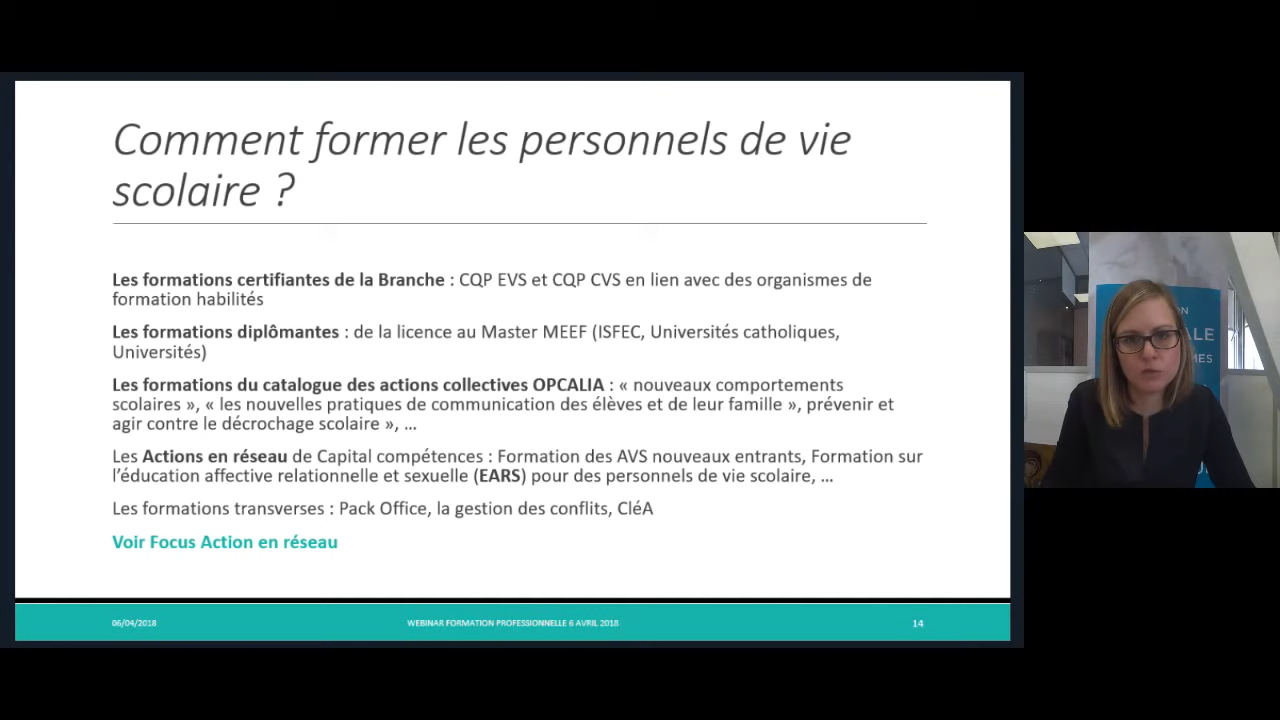 Comment former les personnels de vie
scolaire ?
Les formations certifiantes de la Branche : CQP EVS et CQP CVS en lien avec des organismes de
formation habilités
Les formations diplômantes : de la licence au Master MEEF (ISFEC, Universités catholiques,
Universités)
Les formations du catalogue des actions collectives OPCALIA : « nouveaux comportements
scolaires », « les nouvelles pratiques de communication des élèves et de leur famille », prévenir et
agir contre le décrochage scolaire », ...
Les Actions en réseau de Capital compétences : Formation des AVS nouveaux entrants, Formation sur
l’éducation affective relationnelle et sexuelle (EARS) pour des personnels de vie scolaire, ...
Les formations transverses : Pack Office, la gestion des conflits, CléA
Voir Focus Action en réseau
06/04/2018
WEBINAR FORMATION PROFESSIONNELLE 6 AVRIL 2018
14